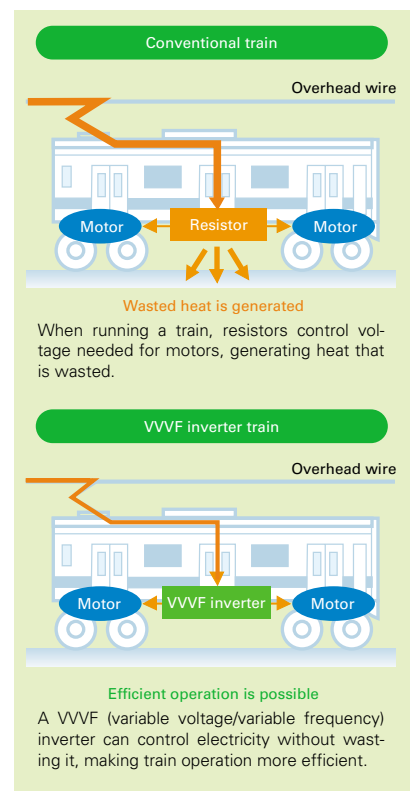 Conventional train
Overhead wire
Motor
Resistor
Motor
Wasted heat is generated
When running a train, resistors control vol-
tage needed for motors, generating heat that
is wasted.
VVVF inverter train
Overhead wire
Motor
VVVF inverter
Motor
Efficient operation is possible
A VVVF (variable voltage/variable frequency)
inverter can control electricity without wast-
ing it, making train operation more efficient.